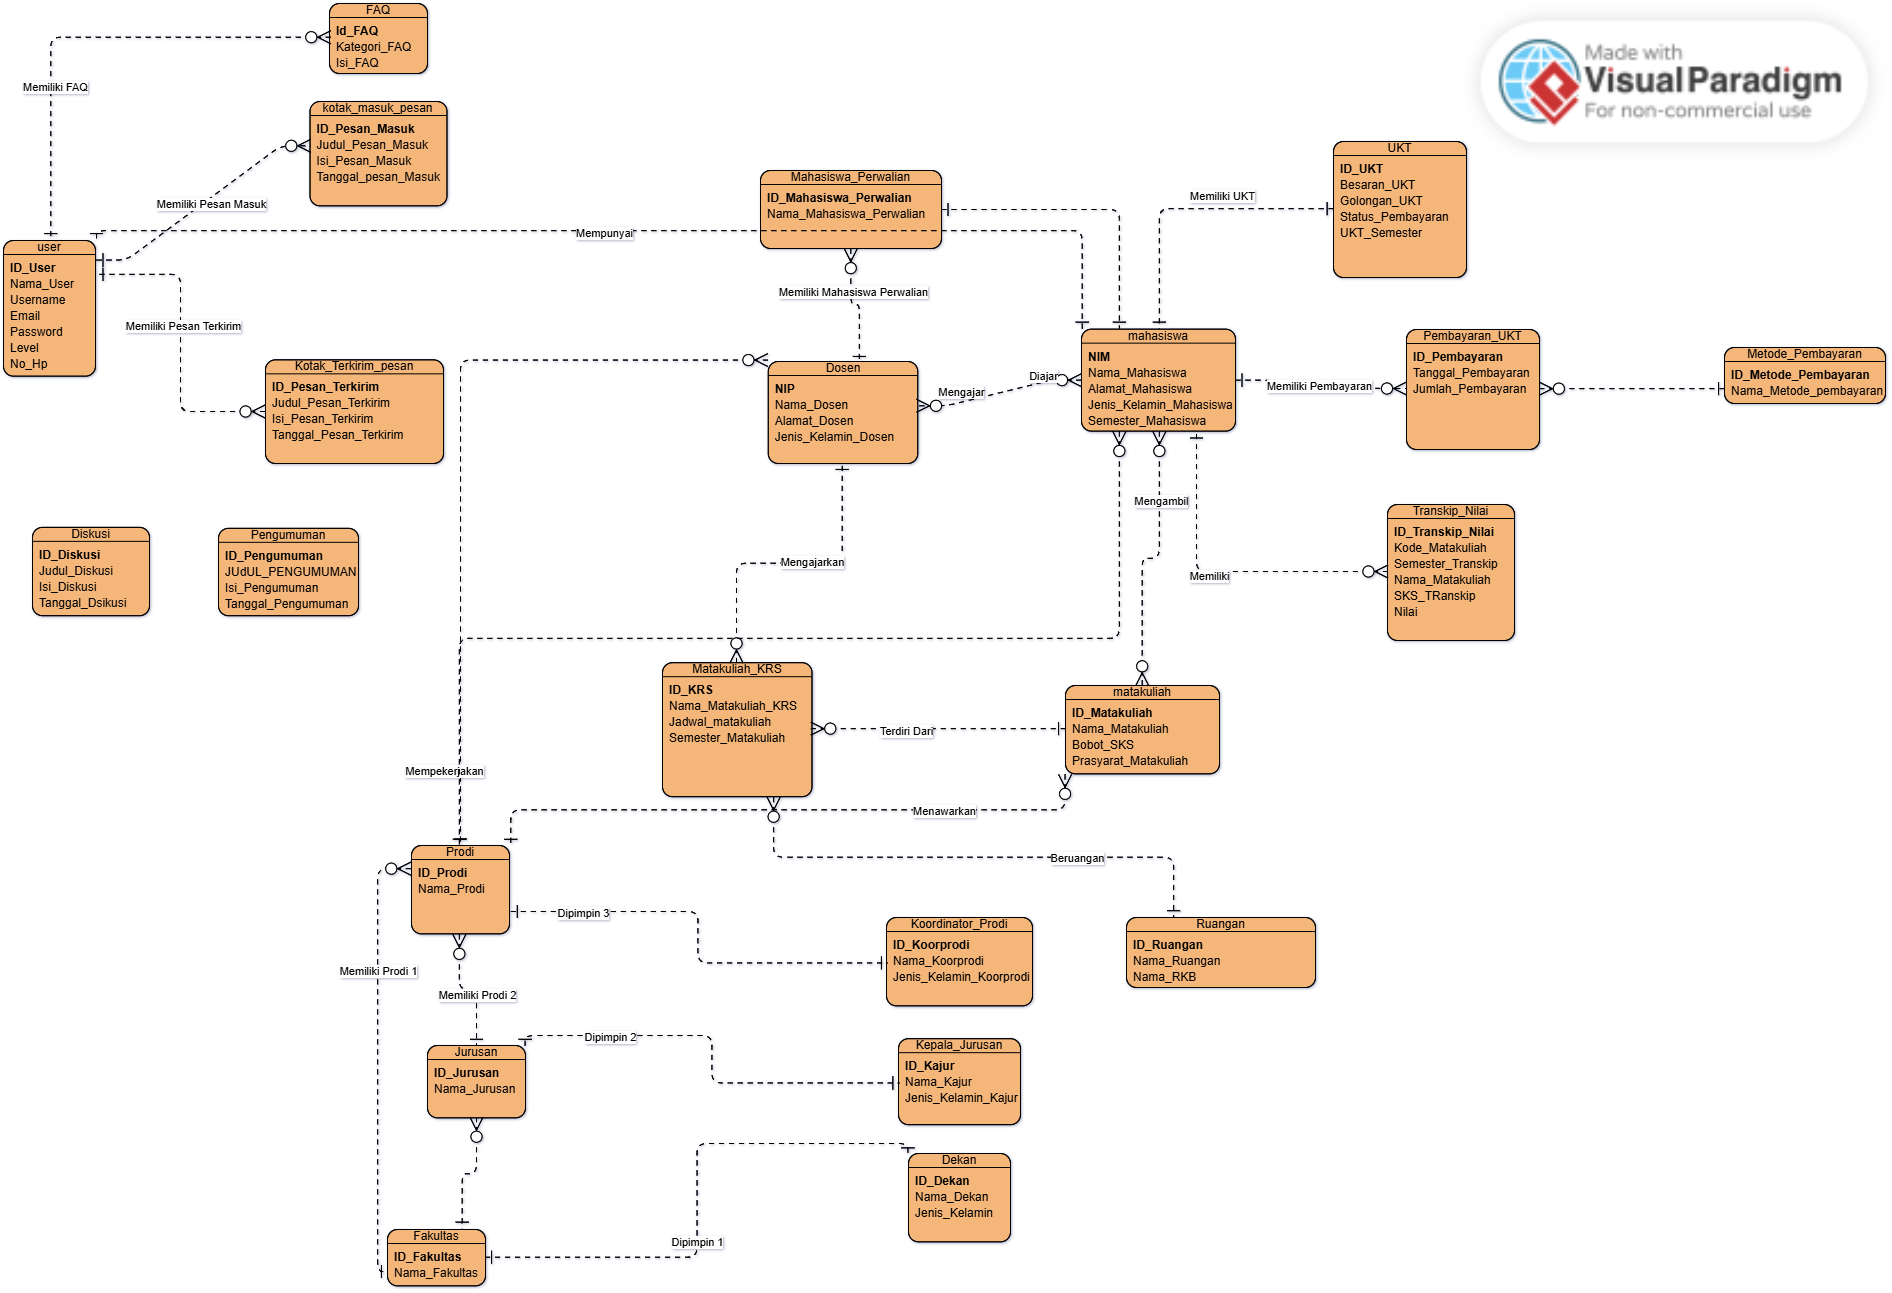 FAQ
Id_FAQ
Kategori_FAQ
Isi_FAQ
Made with
Visual Paradigm
For non-commercial use
Memiliki FAQ
kotak_masuk_pesan
ID_Pesan_Masuk
Judul_Pesan_Masuk
Isi_Pesan_Masuk
Tanggal_pesan_Masuk
Memiliki Pesan Masuk
Mempunyai
Mahasiswa_Perwalian
ID_Mahasiswa_Perwalian
Nama_Mahasiswa_Perwalian
Memiliki Mahasiswa Perwalian
Memiliki UKT
UKT
ID_UKT
Besaran_UKT
Golongan_UKT
Status_Pembayaran
UKT_Semester
user
ID_User
Nama_User
Username
Email
Password
Level
No_Hp
Memiliki Pesan Terkirim
Kotak_Terkirim_pesan
ID_Pesan_Terkirim
Judul_Pesan_Terkirim
Isi_Pesan_Terkirim
Tanggal_Pesan_Terkirim
Dosen
NIP
Nama_Dosen
Alamat_Dosen
Jenis_Kelamin_Dosen
Mengajar
Diajar
mahasiswa
NIM
Nama_Mahasiswa
Alamat_Mahasiswa
Jenis_Kelamin_Mahasiswa
Semester_Mahasiswa
Memiliki Pembayaran
Pembayaran_UKT
ID_Pembayaran
Tanggal_Pembayaran
Jumlah_Pembayaran
Metode_Pembayaran
ID_Metode_Pembayaran
Nama_Metode_pembayaran
Diskusi
ID_Diskusi
Judul_Diskusi
Isi_Diskusi
Tanggal_Dsikusi
Pengumuman
ID_Pengumuman
JUdUL_PENGUMUMAN
Isi_Pengumuman
Tanggal_Pengumuman
Mengajarkan
Mengambil
Memiliki
Transkip_Nilai
ID_Transkip_Nilai
Kode_Matakuliah
Semester_Transkip
Nama_Matakuliah
SKS_TRanskip
Nilai
Matakuliah_KRS
ID_KRS
Nama_Matakuliah_KRS
Jadwal_matakuliah
Semester_Matakuliah
Terdiri Dari
matakuliah
ID_Matakuliah
Nama_Matakuliah
Bobot_SKS
Prasyarat_Matakuliah
Mempekerjakan
Menawarkan
Beruangan
Prodi
ID_Prodi
Nama_Prodi
Dipimpin 3
Koordinator_Prodi
ID_Koorprodi
Nama_Koorprodi
Jenis_Kelamin_Koorprodi
Ruangan
ID_Ruangan
Nama_Ruangan
Nama_RKB
Memiliki Prodi 1
Memiliki Prodi 2
Jurusan
ID_Jurusan
Nama_Jurusan
Dipimpin 2
Kepala_Jurusan
ID_Kajur
Nama_Kajur
Jenis_Kelamin_Kajur
Dekan
ID_Dekan
Nama_Dekan
Jenis_Kelamin
Dipimpin 1
Fakultas
ID_Fakultas
Nama_Fakultas